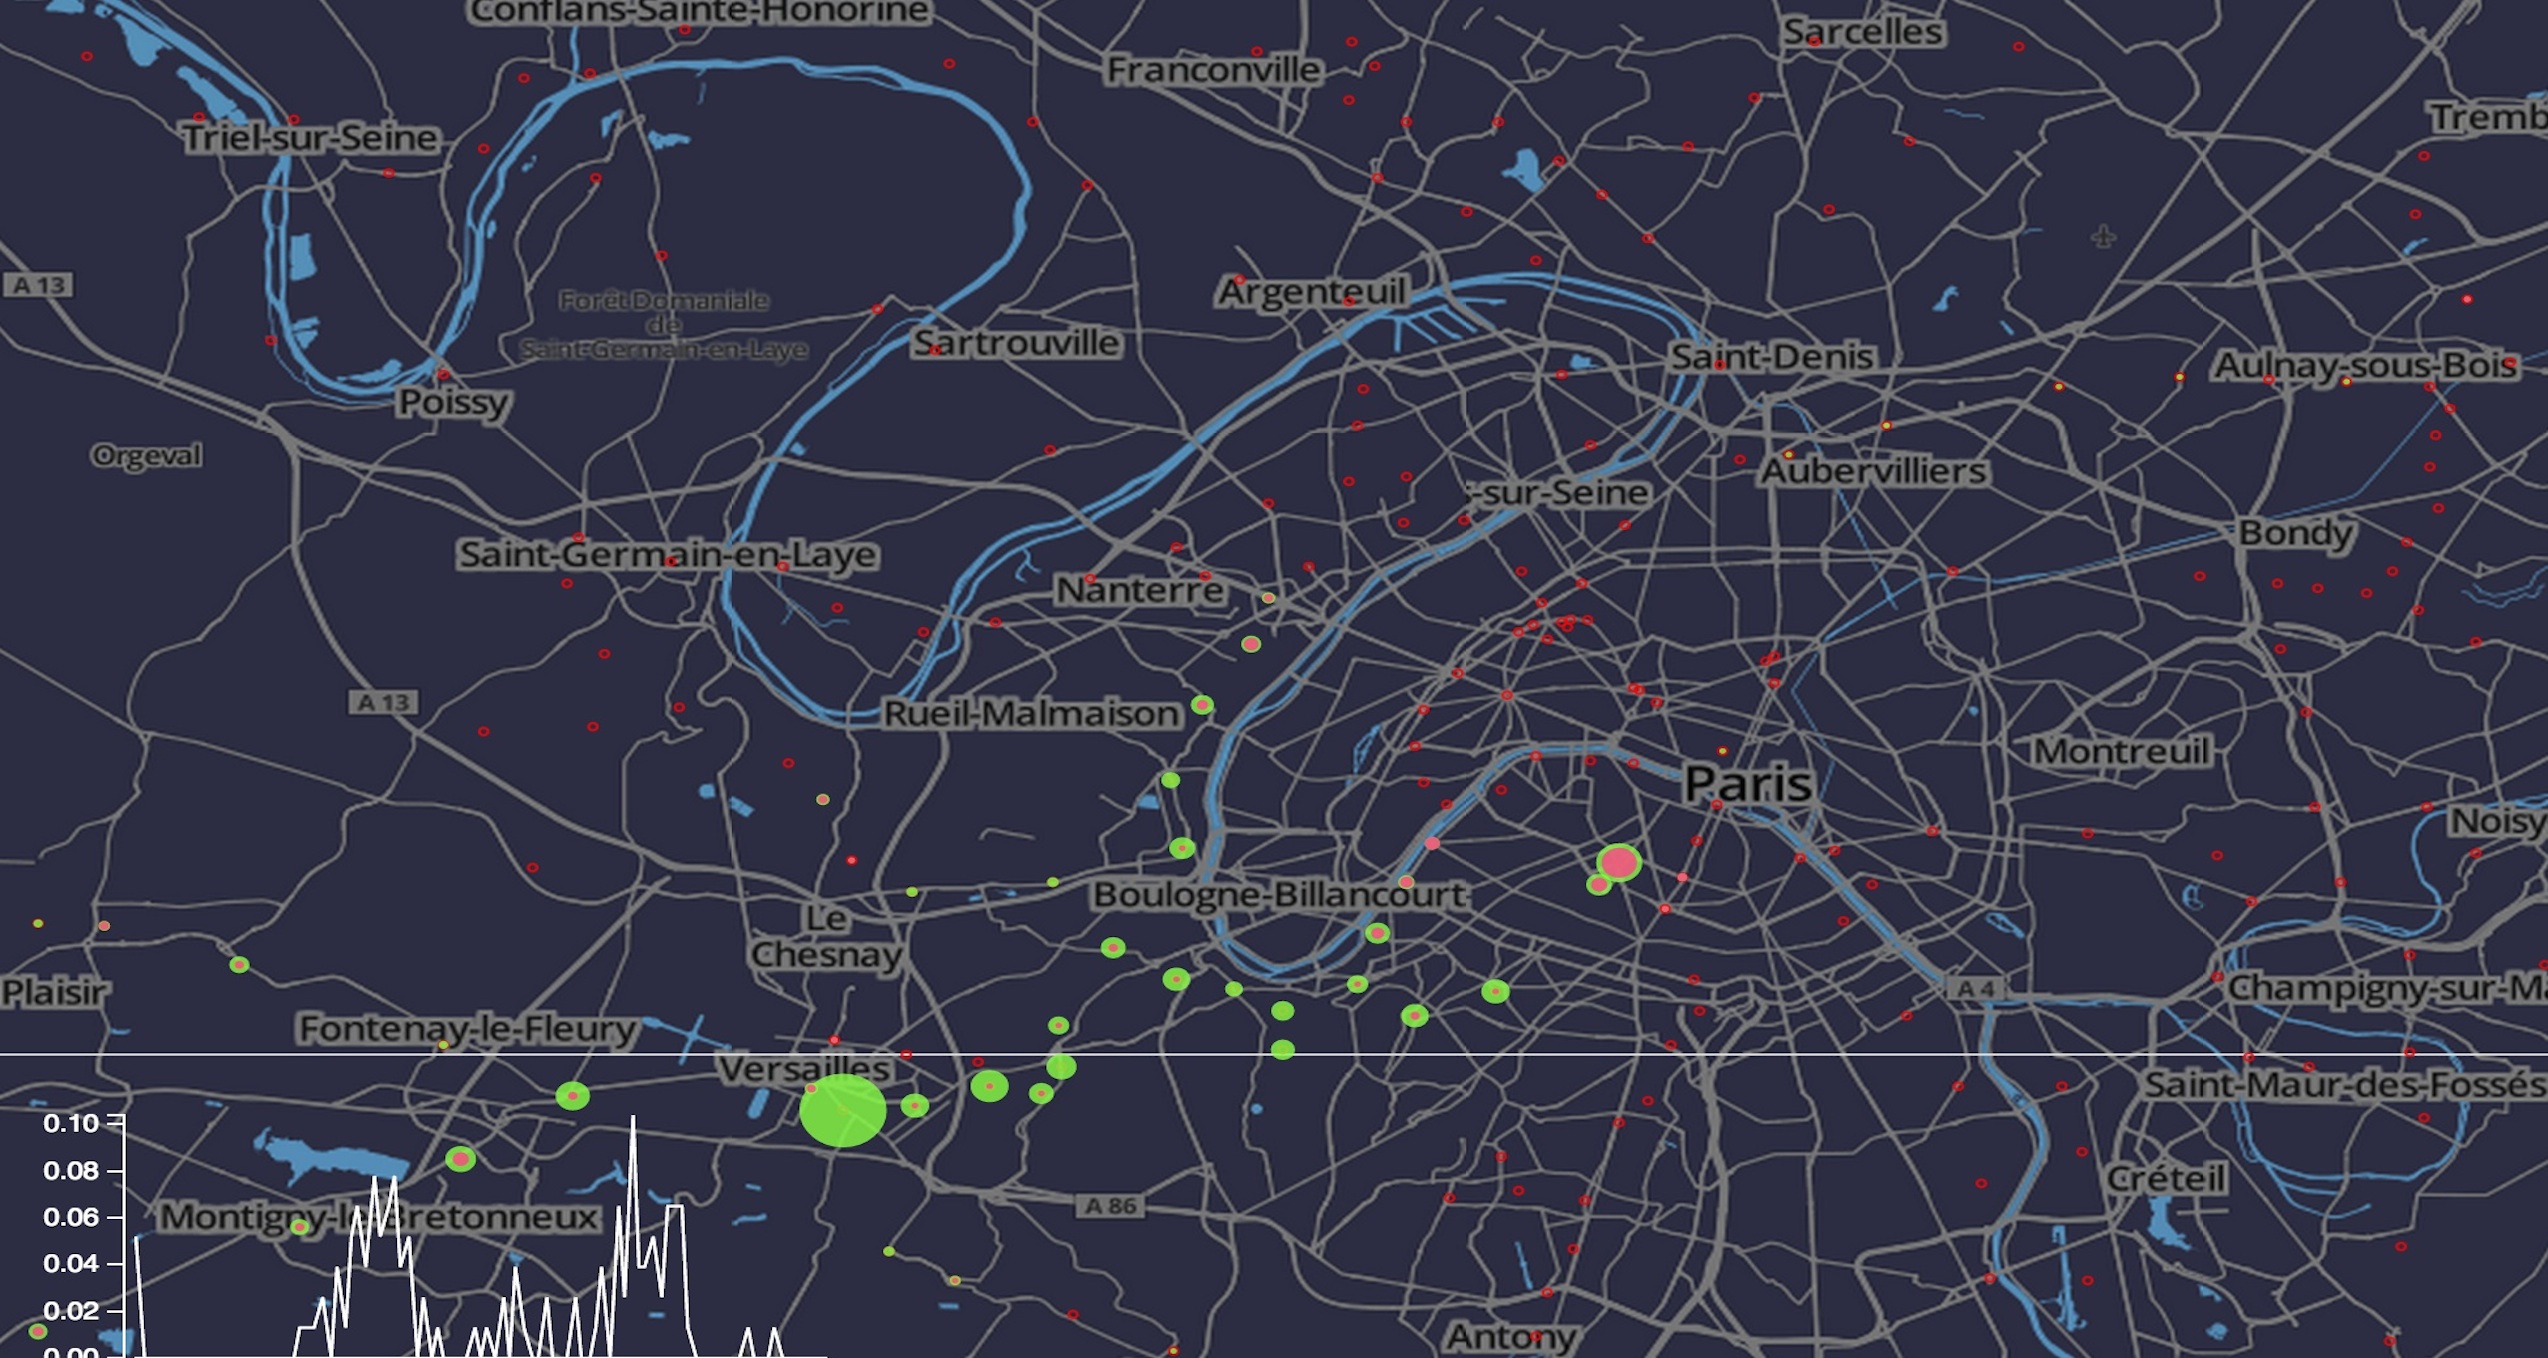 Conflans-Sainte-Honorine
Sarcelles
Franconville
Tremb
Triel-sur-Seine
A 13
Argenteuil
Forêt Domaniale
de
Saint-Germain-en-Laye
Sartrouville
Saint-Denis
Aulnay-sous-Bois
Poissy
Orgeval
Aubervilliers
-sur-Seine
Bondy
Saint-Germain-en-Laye
Nanterre
A 13
Rueil-Malmaison
Montreuil
Paris
Noisy
Boulogne-Billancourt
Le
Chesnay
Plaisir
A 4
Champigny-sur-Ma
Fontenay-le-Fleury
Versailles
Saint-Maur-des-Fossés
0.10
0.08
Créteil
A 86
0.06
Montigny-le-Bretonneux
0.04
0.02
Antony
0.00